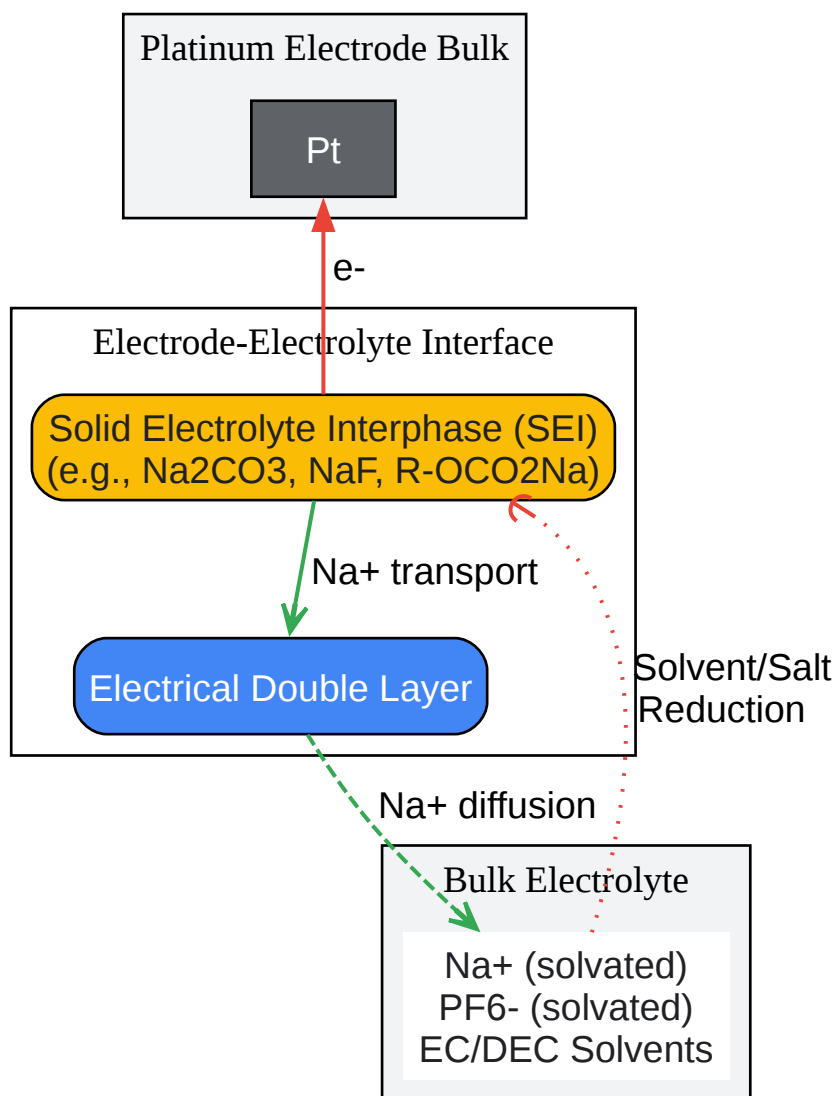 Platinum Electrode Bulk
Pt
e-
Electrode-Electrolyte Interface
Solid Electrolyte Interphase (SEI)
(e.g., Na2CO3, NaF, R-OCO2Na)
Na+ transport
Electrical Double Layer
Solvent/Salt
Reduction
Na+ diffusion
Bulk Electrolyte
Na+ (solvated)
PF6- (solvated)
EC/DEC Solvents